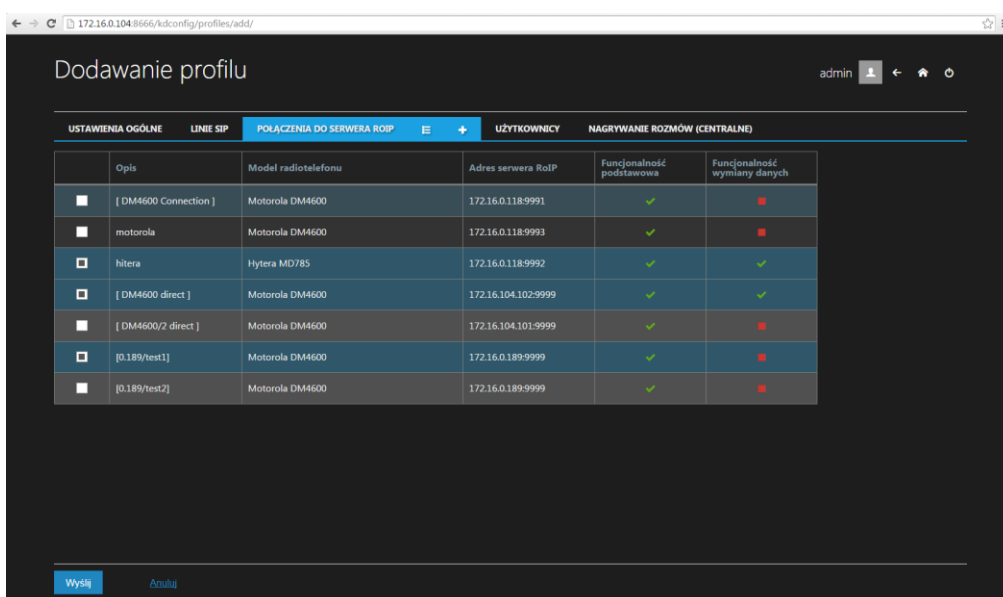 172.16.0.104:8666/kdconfig/profiles/add/
Dodawanie profilu
admin
USTAWIENIA OGÓLNE LINIE SIP POŁĄCZENIA DO SERWERA ROIP UŻYTKOWNICY NAGRYWANIE ROZMÓW (CENTRALNE)
Opis Model radiotelefonu Adres serwera RoIP Funcjonalność podstawowa Funcjonalność wymiany danych
[ DM4600 Connection ] Motorola DM4600 172.16.0.118:9991
motorola Motorola DM4600 172.16.0.118:9993
hitera Hytera MD785 172.16.0.118:9992
[ DM4600 direct ] Motorola DM4600 172.16.104.102:9999
[ DM4600/2 direct ] Motorola DM4600 172.16.104.101:9999
[0.189/test1] Motorola DM4600 172.16.0.189:9999
[0.189/test2] Motorola DM4600 172.16.0.189:9999
Wyślij Anuluj